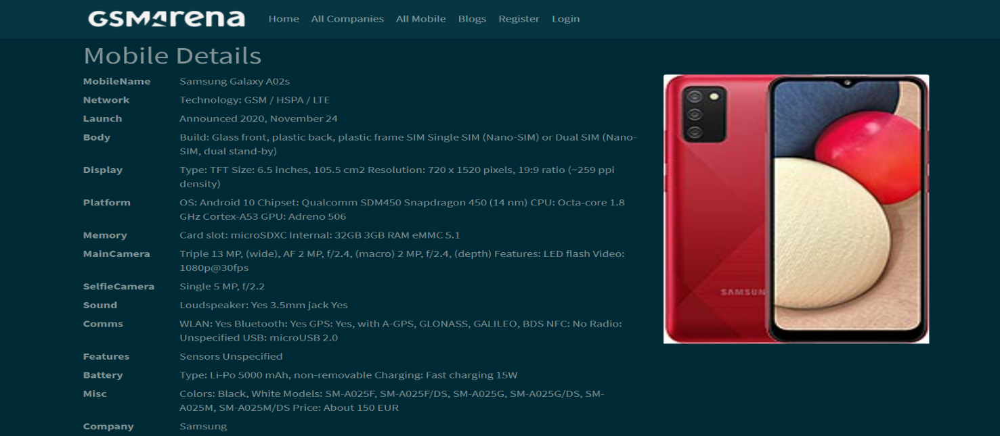 GSMArena Home All Companies All Mobile Blogs Register Login
Mobile Details
MobileName Samsung Galaxy A02s
Network Technology: GSM / HSPA / LTE
Launch Announced 2020, November 24
Body Build: Glass front, plastic back, plastic frame SIM Single SIM (Nano-SIM) or Dual SIM (Nano-
SIM, dual stand-by)
Display Type: TFT Size: 6.5 inches, 105.5 cm2 Resolution: 720 x 1520 pixels, 19:9 ratio (~259 ppi
density)
Platform OS: Android 10 Chipset: Qualcomm SDM450 Snapdragon 450 (14 nm) CPU: Octa-core 1.8
GHz Cortex-A53 GPU: Adreno 506
Memory Card slot: microSDXC Internal: 32GB 3GB RAM eMMC 5.1
MainCamera Triple 13 MP, (wide), AF 2 MP, f/2.4, (macro) 2 MP, f/2.4, (depth) Features: LED flash Video:
1080p@30fps
SelfieCamera Single 5 MP, f/2.2
Sound Loudspeaker: Yes 3.5mm jack Yes
Comms WLAN: Yes Bluetooth: Yes GPS: Yes, with A-GPS, GLONASS, GALILEO, BDS NFC: No Radio:
Unspecified USB: microUSB 2.0
Features Sensors Unspecified
Battery Type: Li-Po 5000 mAh, non-removable Charging: Fast charging 15W
Misc Colors: Black, White Models: SM-A025F, SM-A025F/DS, SM-A025G, SM-A025G/DS, SM-
A025M, SM-A025M/DS Price: About 150 EUR
Company Samsung
SAMSUN